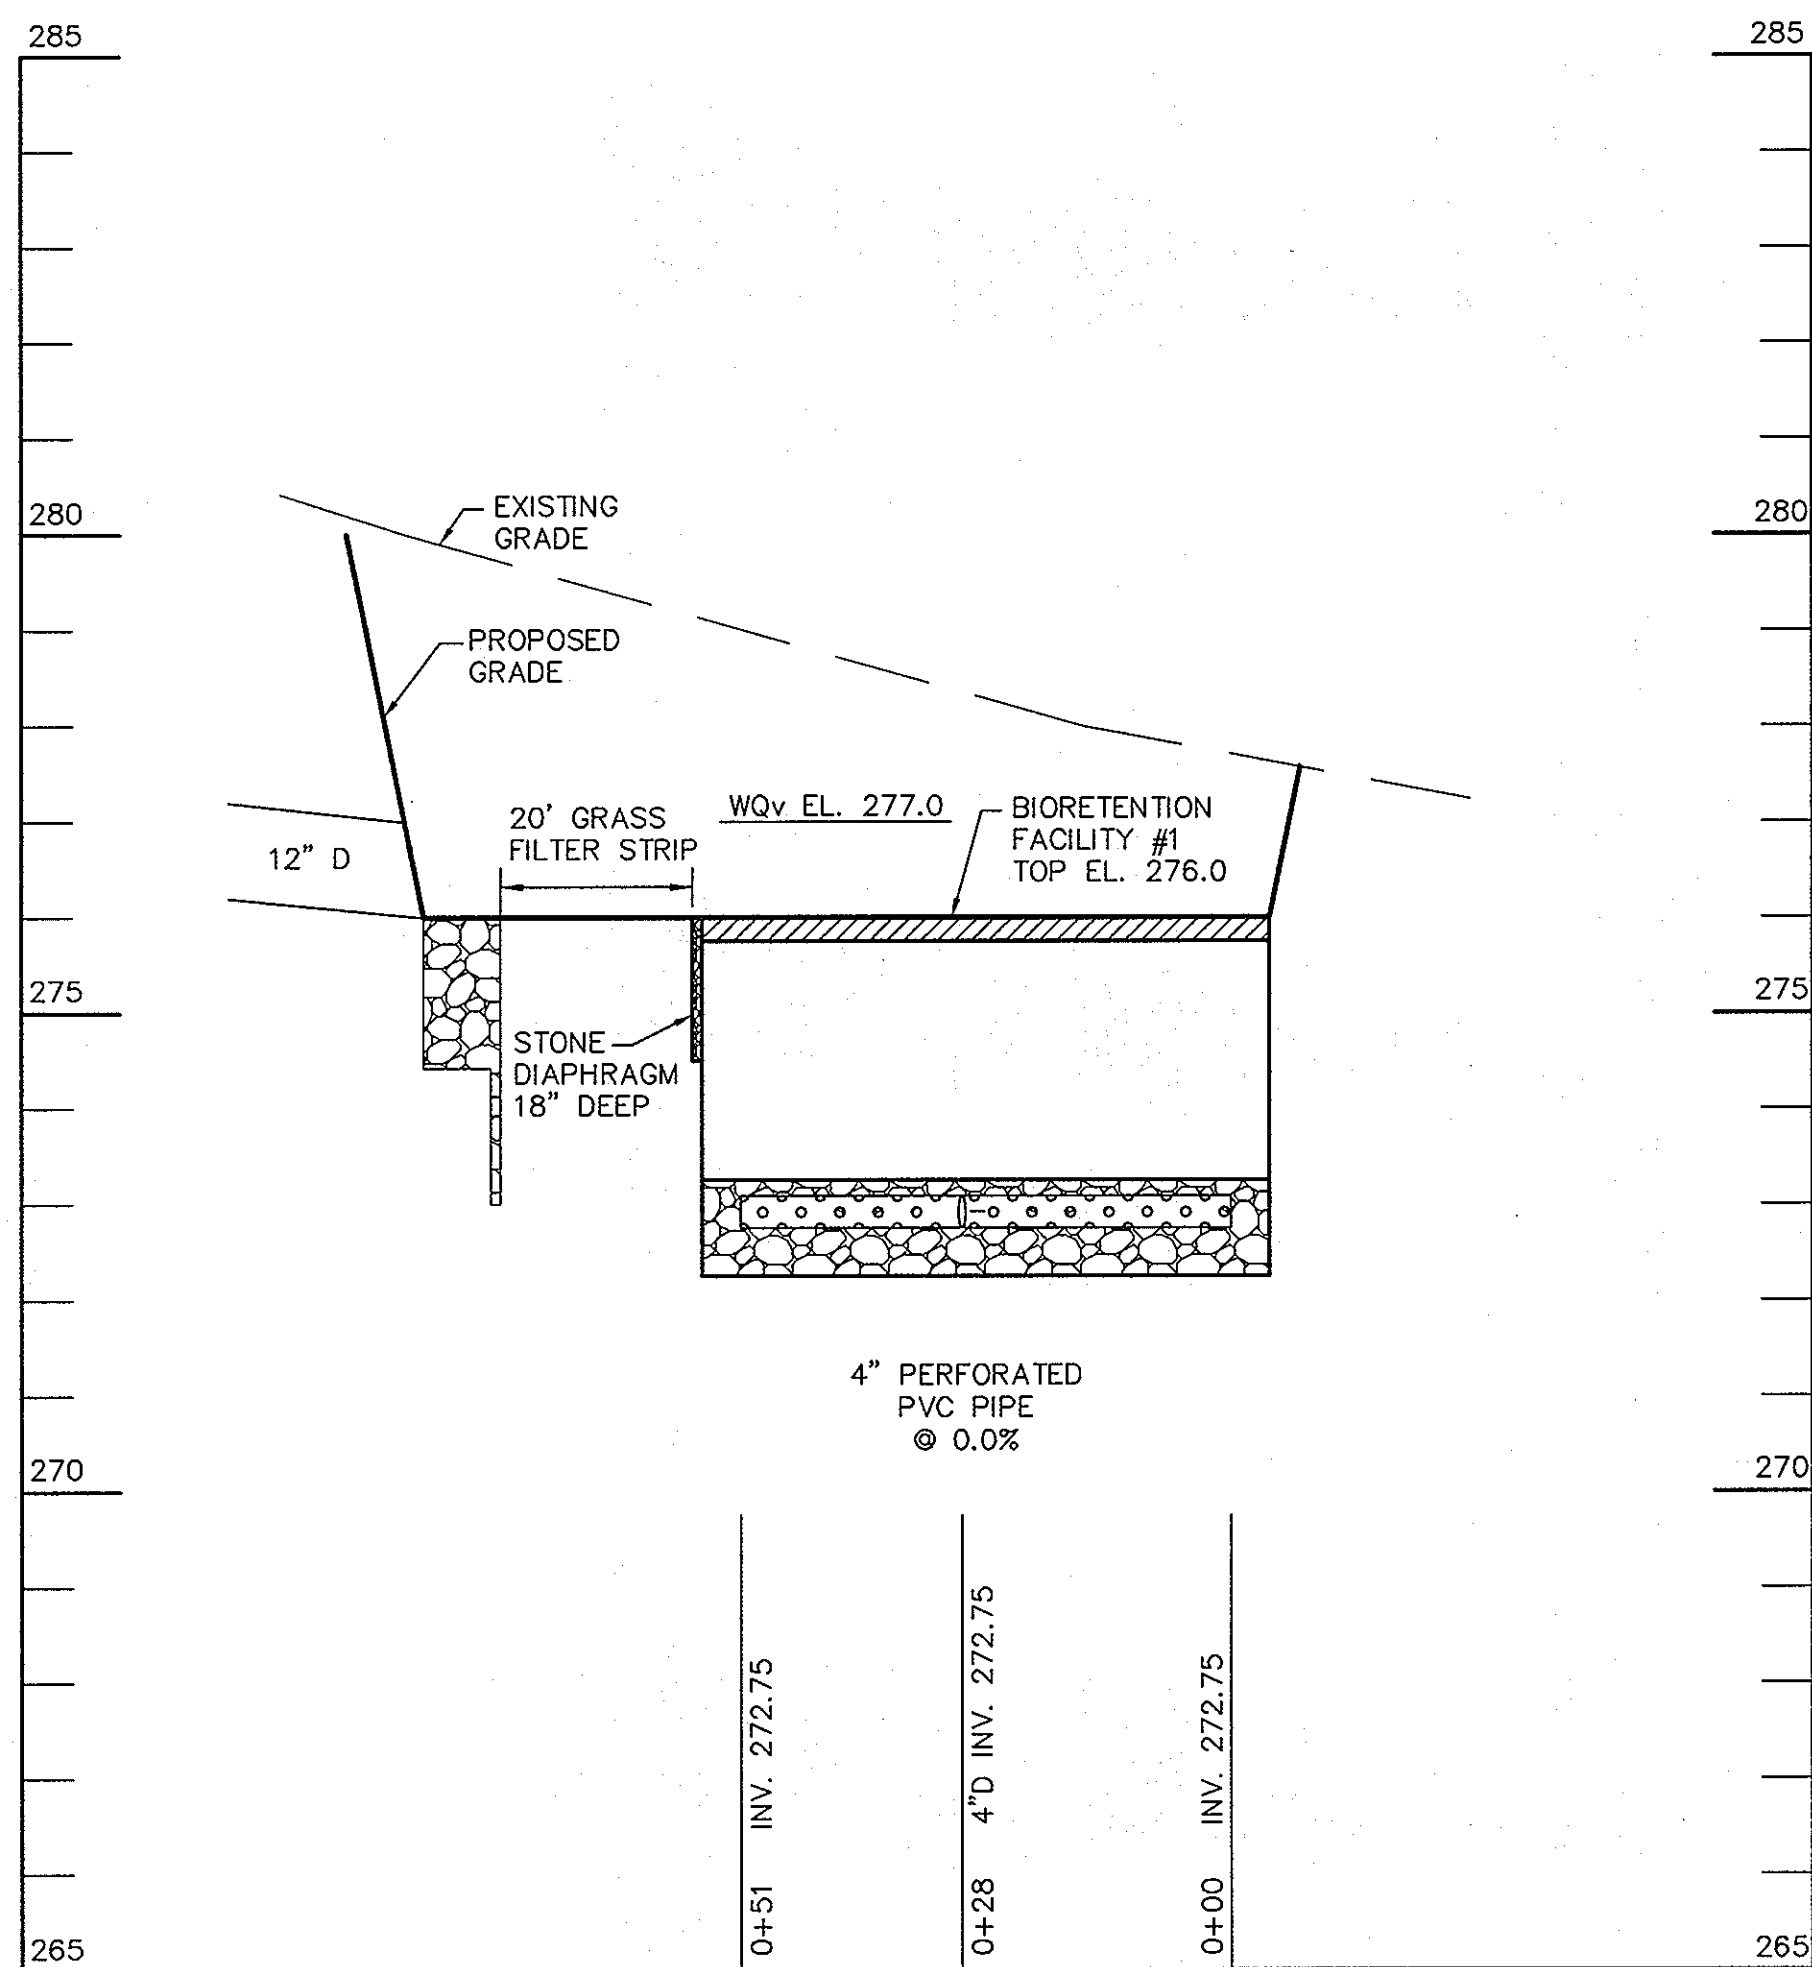 285
285
EXISTING
GRADE
280
280
PROPOSED
GRADE
20' GRASS
FILTER STRIP
WQv EL. 277.0
BIORETENTION
FACILITY #1
TOP EL. 276.0
12" D
275
275
STONE
DIAPHRAGM
18" DEEP
4" PERFORATED
PVC PIPE
@ 0.0%
270
270
0+51 INV. 272.75
0+28 4"D INV. 272.75
0+00 INV. 272.75
265
265